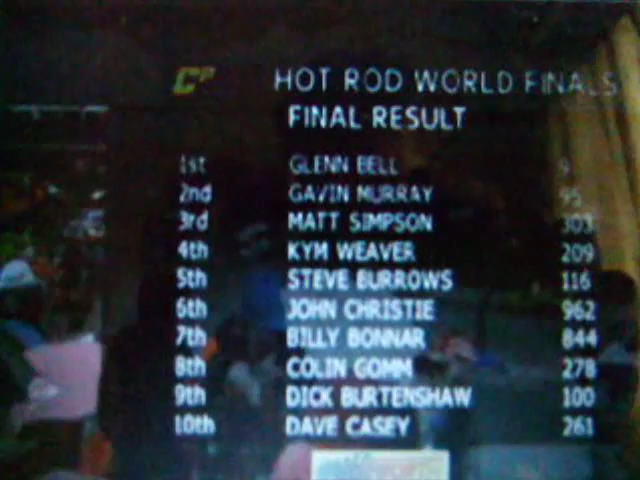 CP HOT ROD WORLD FINALS
FINAL RESULT
1st GLENN BELL 9
2nd GAVIN MURRAY 95
3rd MATT SIMPSON 303
4th KYM WEAVER 209
5th STEVE BURROWS 116
6th JOHN CHRISTIE 962
7th BILLY BONNAR 844
8th COLIN GOMM 278
9th DICK BURTENSHAW 100
10th DAVE CASEY 261